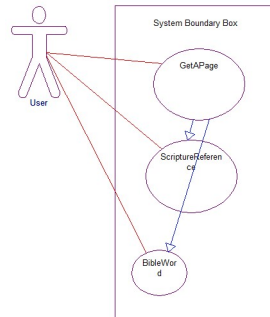 System Boundary Box
GetAPage
User
ScriptureReferen
ce
BibleWor
d